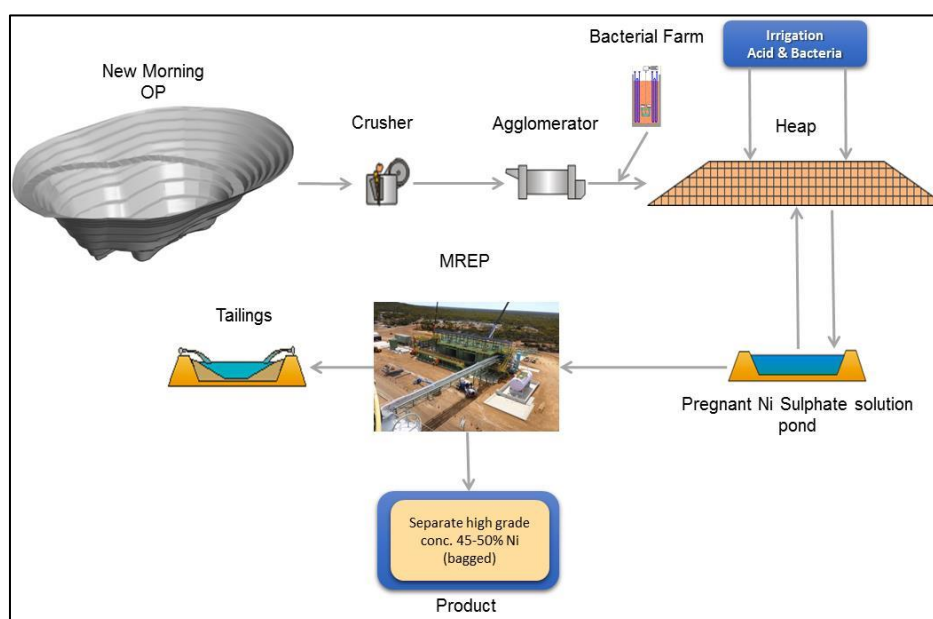 New Morning
OP
Crusher
Agglomerator
Bacterial Farm
Irrigation
Acid & Bacteria
Heap
MREP
Tailings
Pregnant Ni Sulphate solution
pond
Separate high grade
conc. 45-50% Ni
(bagged)
Product